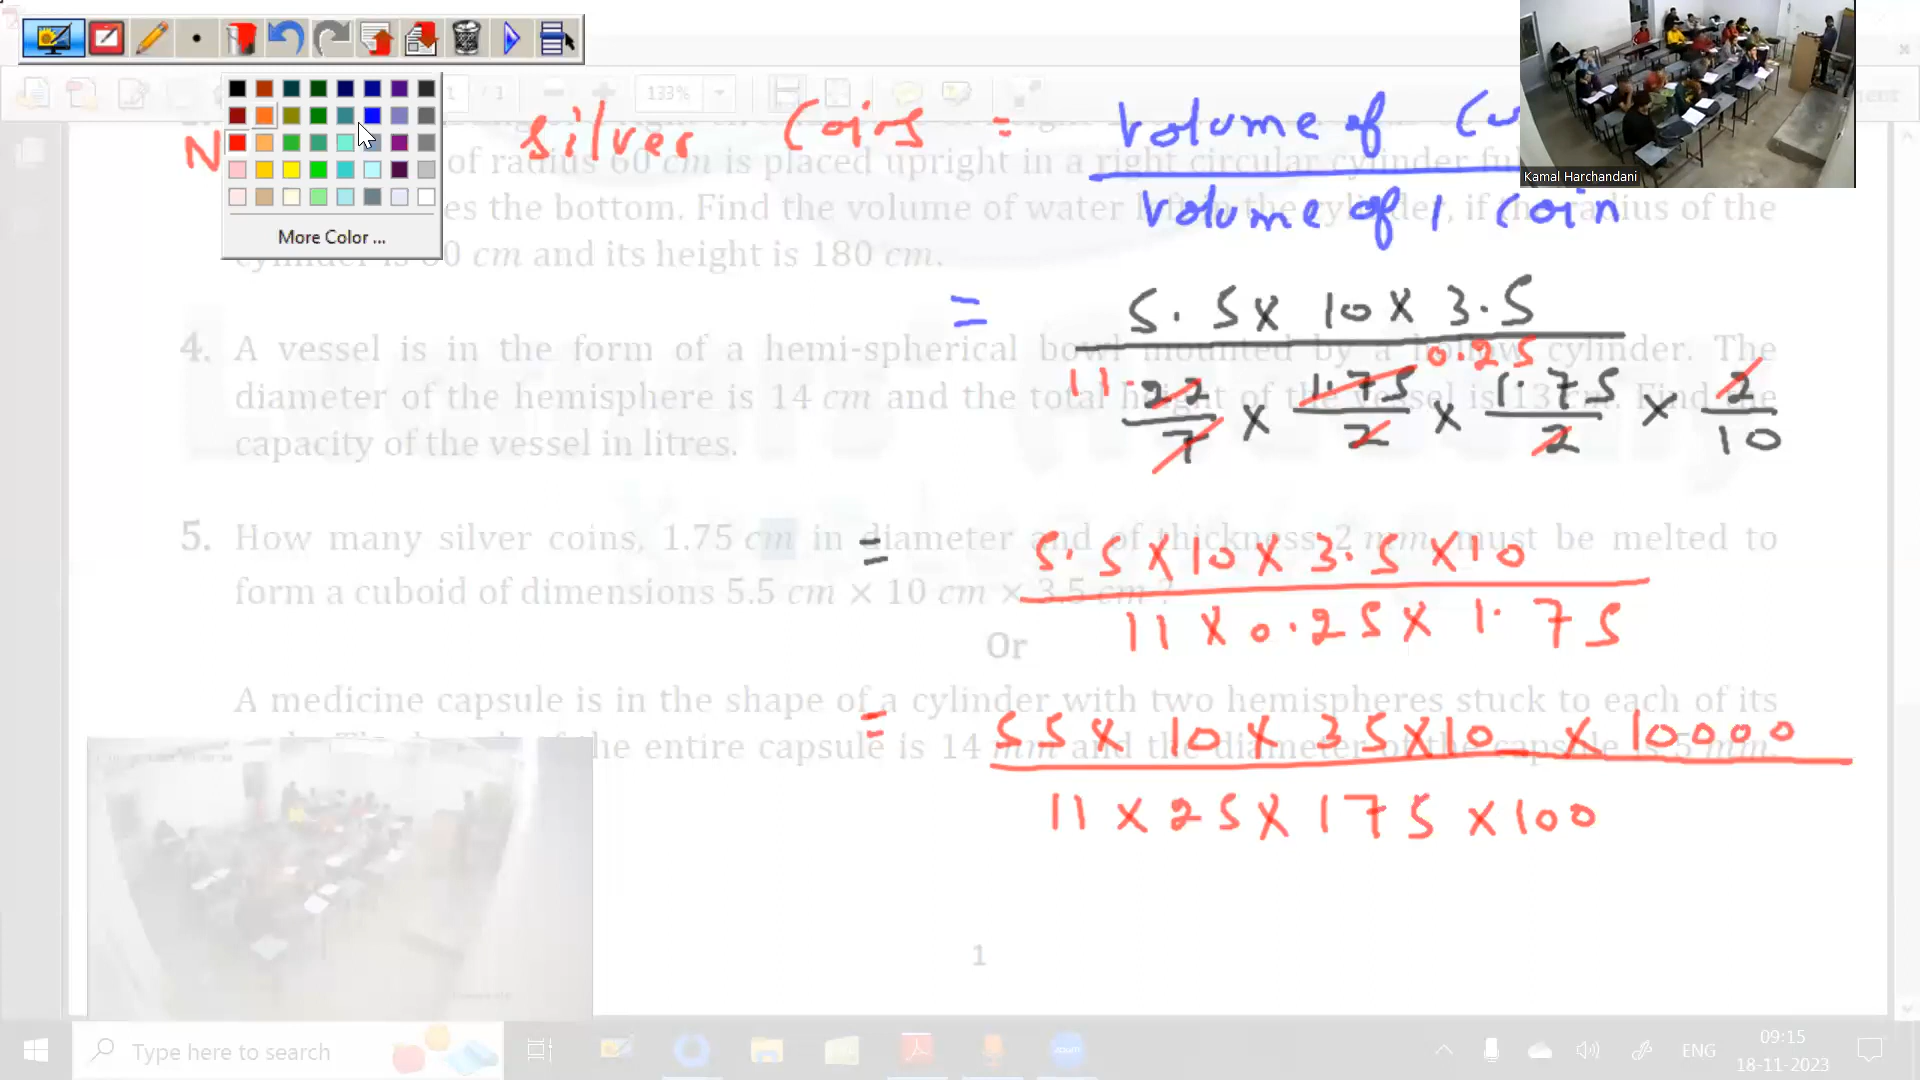 133%
/ 1
Kamal Harchandani
More Color ...
N
silver Coins = Volume of
Volume of 1 Coin
of radius 60 cm is placed upright in a right circular cylinder
es the bottom. Find the volume of water the cylinder, if radius of the
cm and its height is 180 cm.
= 5.5 x 10 x 3.5
11 0.25
22/7 x 1.75/2 x 1.75/2 x 2/10
4. A vessel is in the form of a hemi-spherical bowl mounted by a hollow cylinder. The
diameter of the hemisphere is 14 cm and the total height of the vessel is 13 cm. Find the
capacity of the vessel in litres.
5. How many silver coins, 1.75 cm in diameter and of thickness 2 mm must be melted to
form a cuboid of dimensions 5.5 cm × 10 cm × 3.5 cm ?
= 5.5 x 10 x 3.5 x 10
11 x 0.25 x 1.75
Or
A medicine capsule is in the shape of a cylinder with two hemispheres stuck to each of its
the entire capsule is 14 mm and the diameter of the capsule is 5 mm.
= 55 x 10 x 35 x 10 x 10000
11 x 25 x 175 x 100
1
Type here to search
zoom
ENG
09:15
18-11-2023